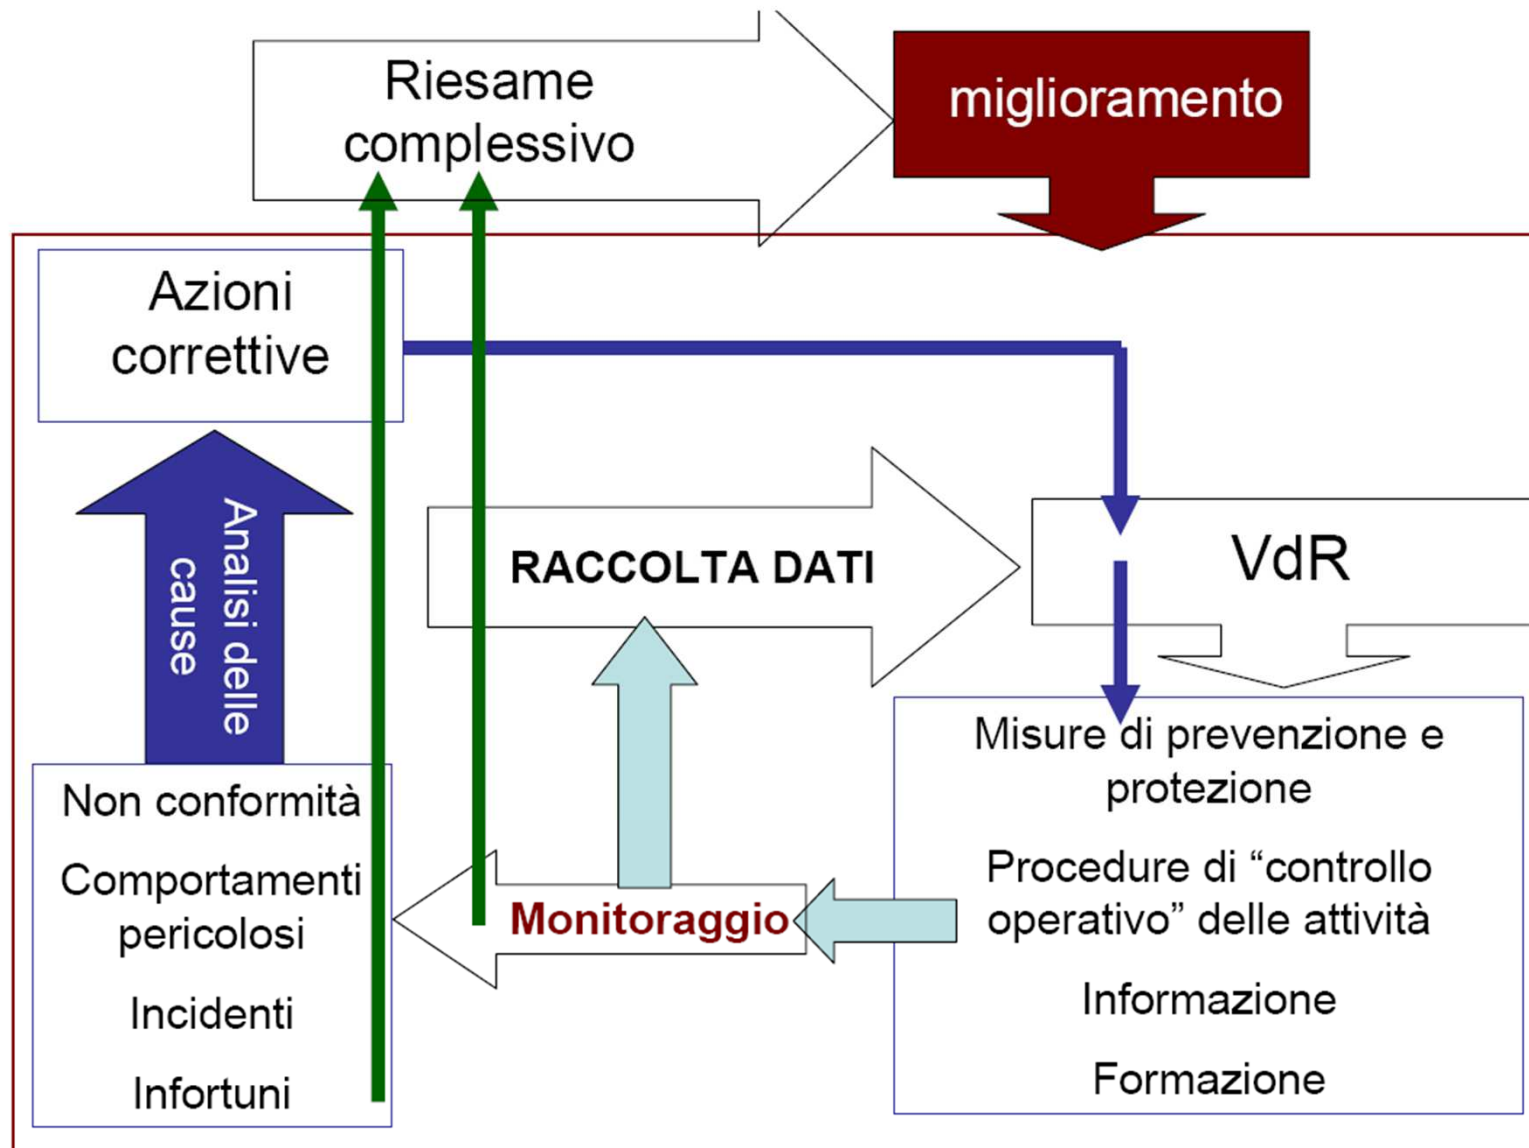 Riesame
complessivo
miglioramento
Azioni
correttive
Analisi delle
cause
RACCOLTA DATI
VdR
Misure di prevenzione e
protezione
Procedure di “controllo
operativo” delle attività
Informazione
Formazione
Monitoraggio
Non conformità
Comportamenti
pericolosi
Incidenti
Infortuni